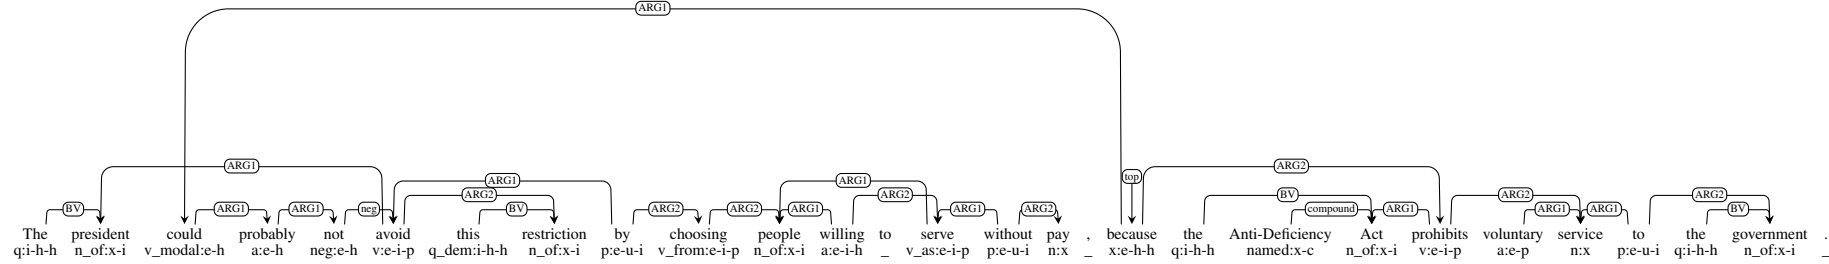 ARG1
top
ARG1 ARG2
ARG1 ARG1
ARG2 ARG2 BV ARG2 ARG2
BV ARG1 ARG1 neg BV ARG2 ARG2 ARG1 ARG1 ARG2 compound ARG1 ARG1 ARG1 BV
The president could probably not avoid this restriction by choosing people willing to serve without pay , because the Anti-Deficiency Act prohibits voluntary service to the government .
q:i-h-h n_of:x-i v_modal:e-h a:e-h neg:e-h v:e-i-p q_dem:i-h-h n_of:x-i p:e-u-i v_from:e-i-p n_of:x-i a:e-i-h _ v_as:e-i-p p:e-u-i n:x _ x:e-h-h q:i-h-h named:x-c n_of:x-i v:e-i-p a:e-p n:x p:e-u-i q:i-h-h n_of:x-i _